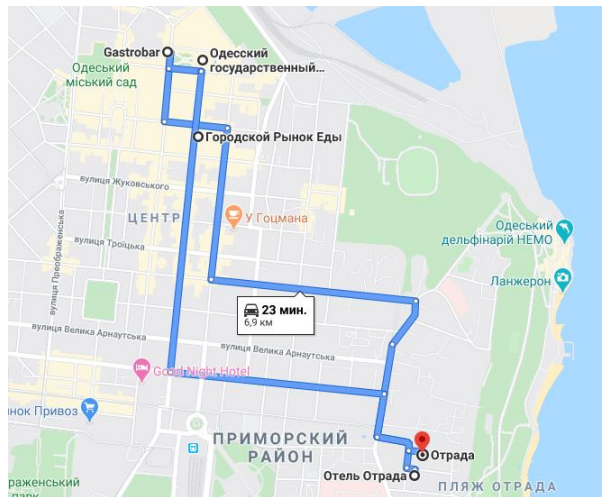 Gastrobar
Одесский
государственный...
Одеський
міський сад
Городской Рынок Еды
вулиця Жуковського
ЦЕНТР
У Гоцмана
вулиця Преображенська
вулиця Троїцька
Одеський
дельфінарій НЕМО
Ланжерон
23 мин.
6,9 км
вулиця Велика Арнаутська
вулиця Велика Арнаутська
Good Night Hotel
нок Привоз
ПРИМОРСКИЙ
РАЙОН
Отрада
Отель Отрада
раженський
парк
ПЛЯЖ ОТРАДА